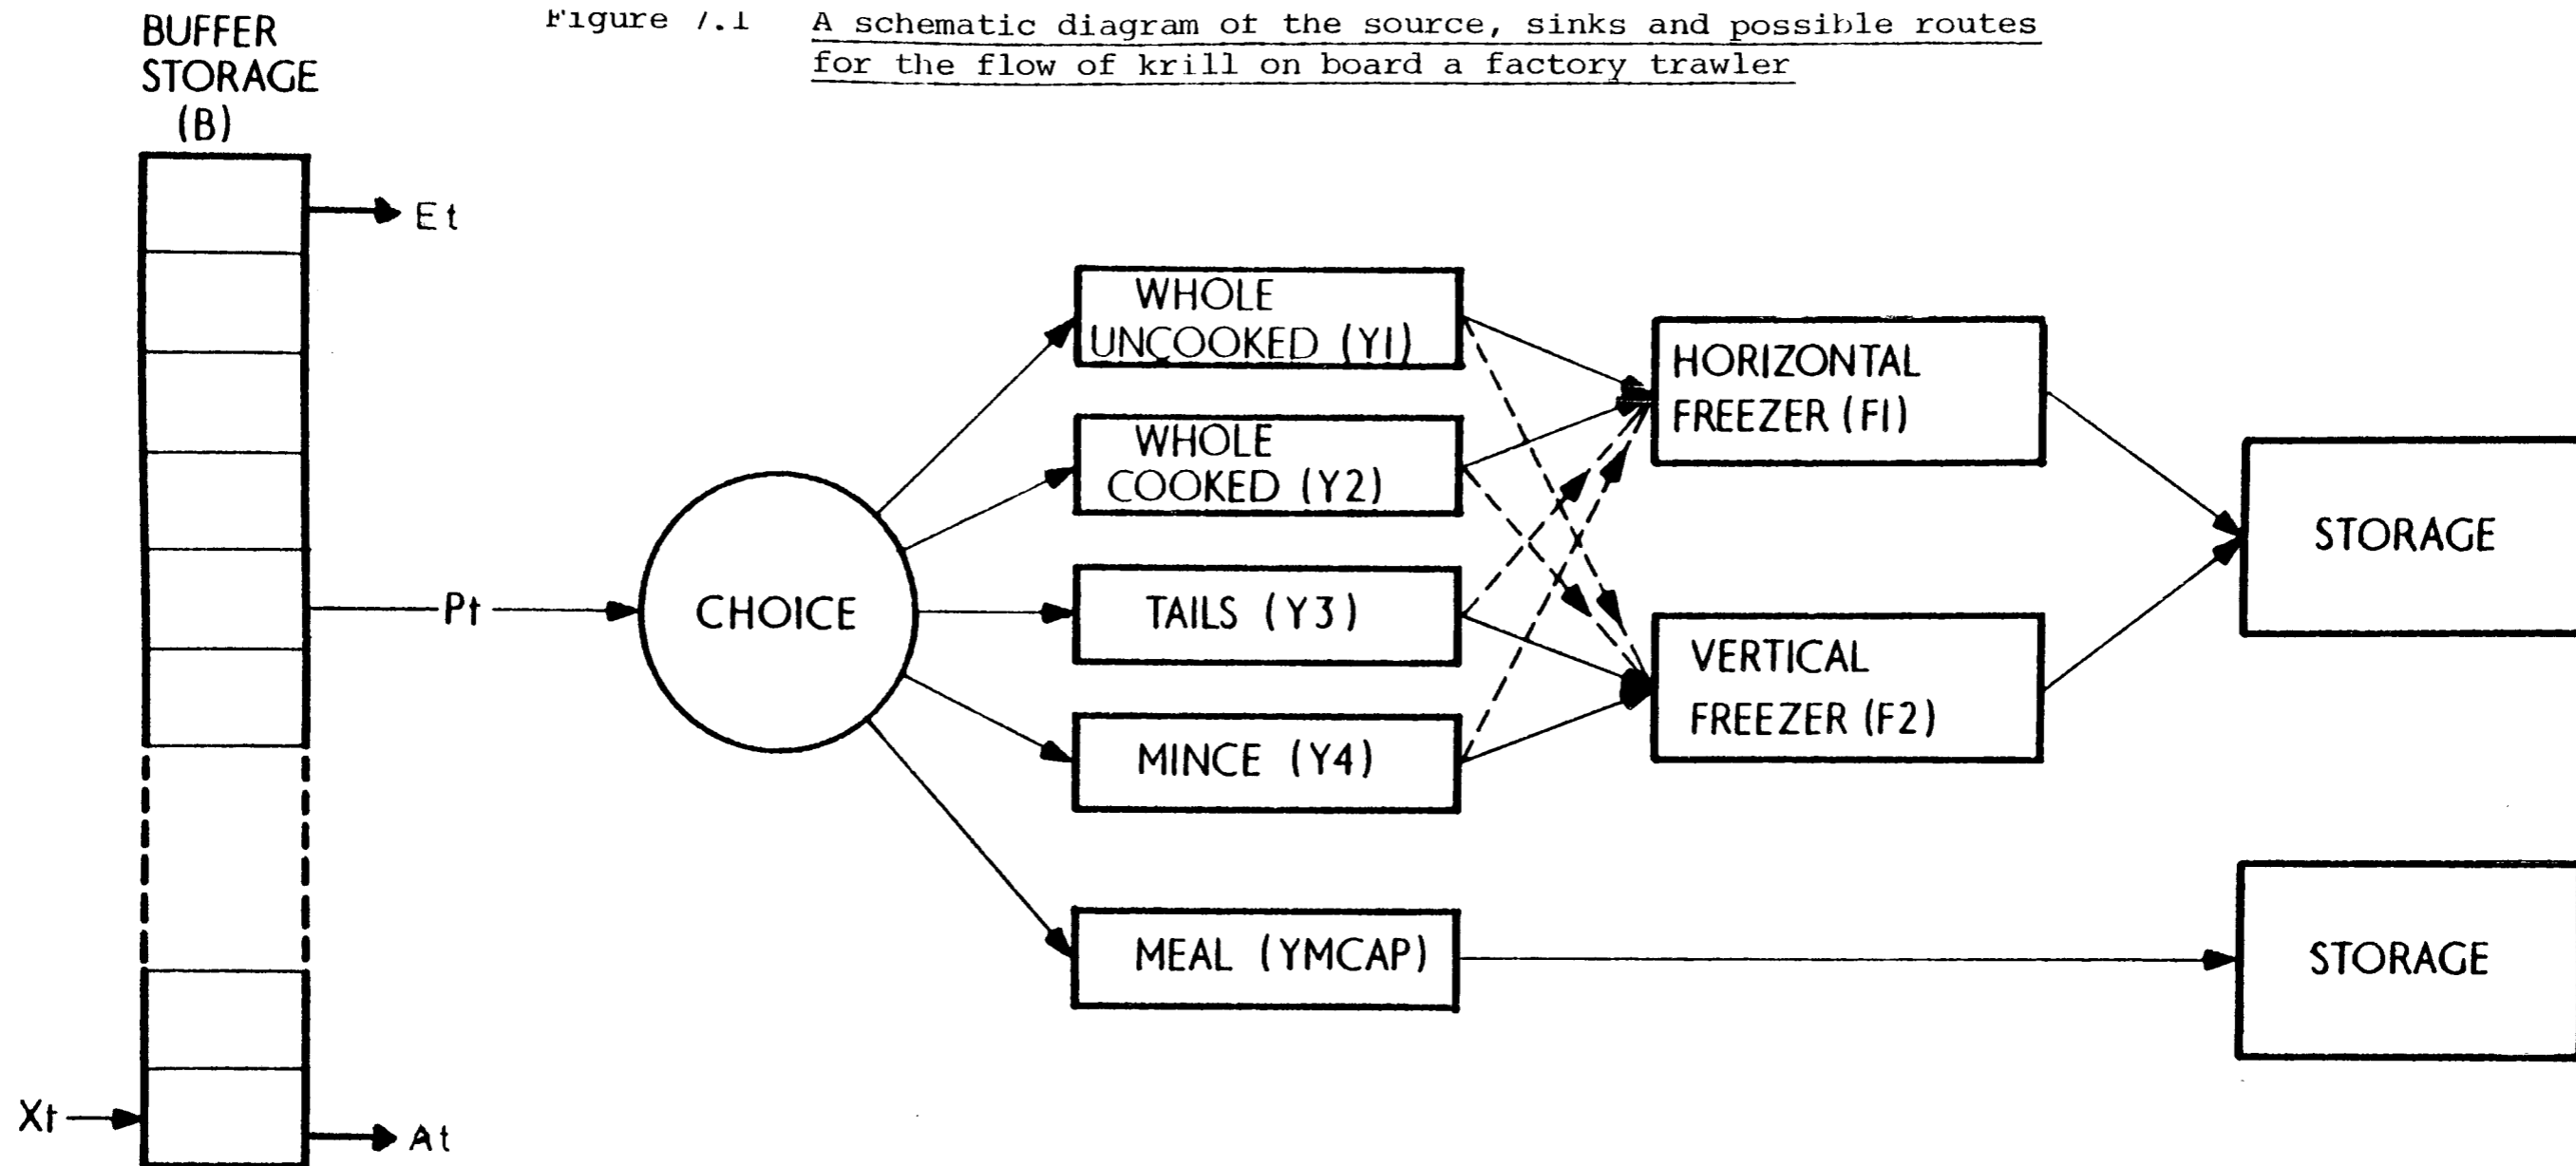 Figure 7.1 A schematic diagram of the source, sinks and possible routes
for the flow of krill on board a factory trawler
BUFFER
STORAGE
(B)
Et
Pt
Xt
At
CHOICE
WHOLE
UNCOOKED (Y1)
WHOLE
COOKED (Y2)
TAILS (Y3)
MINCE (Y4)
MEAL (YMCAP)
HORIZONTAL
FREEZER (F1)
VERTICAL
FREEZER (F2)
STORAGE
STORAGE